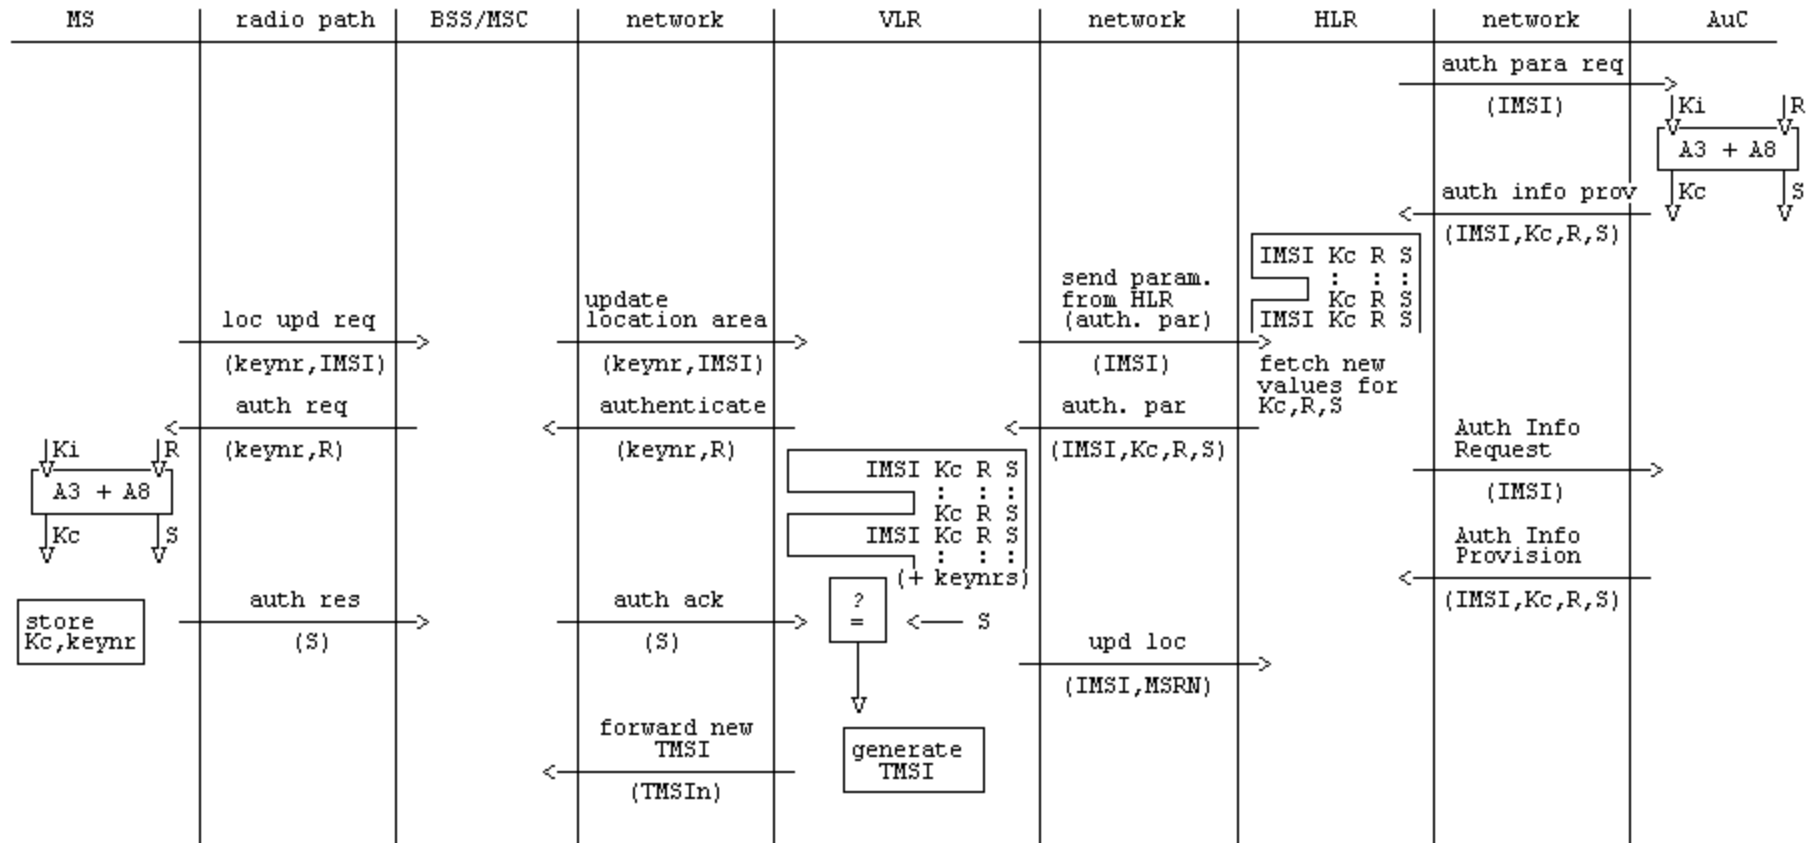 MS radio path BSS/MSC network VLR network HLR network AuC
auth para req
(IMSI)
Ki R
A3 + A8
auth info prov
Kc S
(IMSI,Kc,R,S)
IMSI Kc R S
: : :
Kc R S
IMSI Kc R S
loc upd req
(keynr,IMSI)
update
location area
(keynr,IMSI)
send param.
from HLR
(auth. par)
(IMSI)
fetch new
values for
Kc,R,S
auth req
(keynr,R)
authenticate
(keynr,R)
auth. par
(IMSI,Kc,R,S)
Auth Info
Request
(IMSI)
Ki R
A3 + A8
Kc S
IMSI Kc R S
: : :
Kc R S
IMSI Kc R S
: : :
(+ keynrs)
Auth Info
Provision
(IMSI,Kc,R,S)
store
Kc,keynr
auth res
(S)
auth ack
(S)
?
=
S
upd loc
(IMSI,MSRN)
forward new
TMSI
(TMSIn)
generate
TMSI